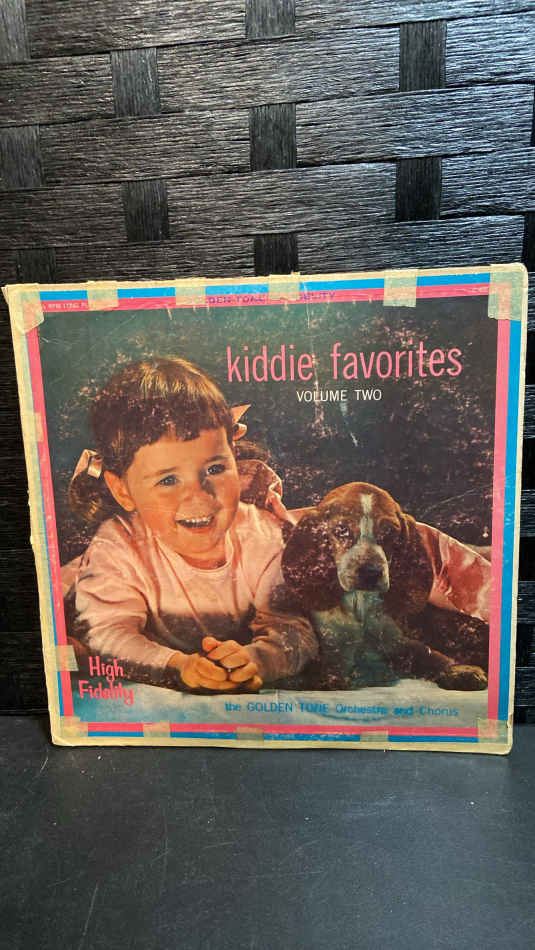 kiddie favorites
VOLUME TWO
High
Fidelity
the GOLDEN TONE Orchestra and Chorus